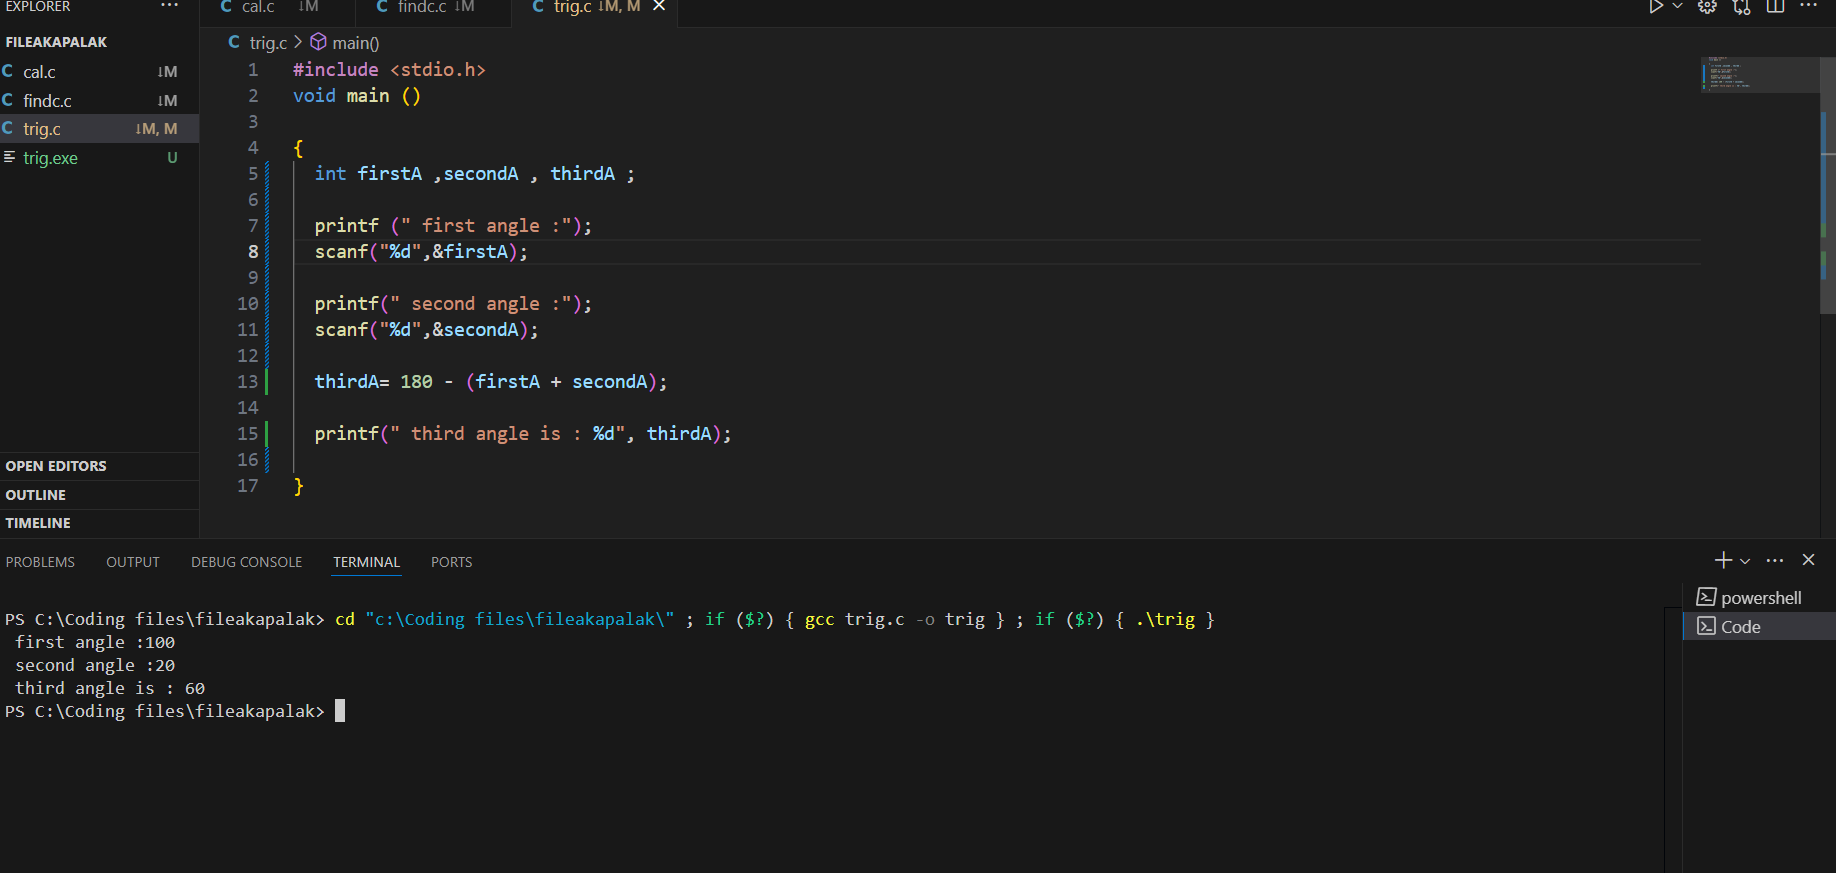 EXPLORER ...
FILEAKAPALAK
cal.c ↓M
findc.c ↓M
trig.c ↓M, M
trig.exe U
OPEN EDITORS
OUTLINE
TIMELINE
cal.c ↓M findc.c ↓M trig.c ↓M, M ×
trig.c > main()
1 #include <stdio.h>
2 void main ()
3
4 {
5 int firstA ,secondA , thirdA ;
6
7 printf (" first angle :");
8 scanf("%d",&firstA);
9
10 printf(" second angle :");
11 scanf("%d",&secondA);
12
13 thirdA= 180 - (firstA + secondA);
14
15 printf(" third angle is : %d", thirdA);
16
17 }
PROBLEMS OUTPUT DEBUG CONSOLE TERMINAL PORTS
PS C:\Coding files\fileakapalak> cd "c:\Coding files\fileakapalak\" ; if ($?) { gcc trig.c -o trig } ; if ($?) { .\trig }
first angle :100
second angle :20
third angle is : 60
PS C:\Coding files\fileakapalak>
powershell
Code